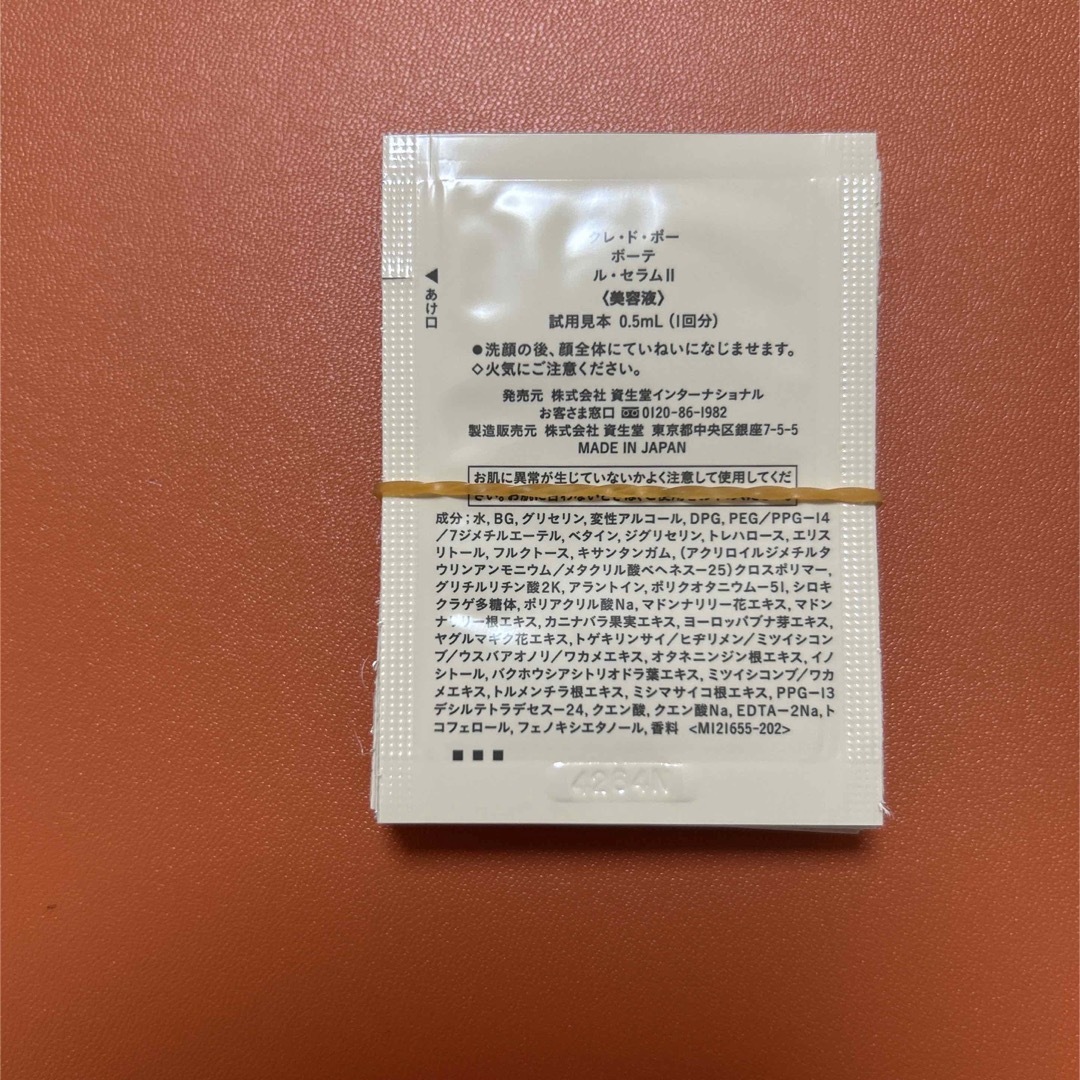 クレ・ド・ポー
ボーテ
ル・セラムII
〈美容液〉
試用見本 0.5mL (1回分)
◀あけ口
●洗顔の後、顔全体にていねいになじませます。
◇火気にご注意ください。
発売元 株式会社 資生堂インターナショナル
お客さま窓口 0120-86-1982
製造販売元 株式会社 資生堂 東京都中央区銀座7-5-5
MADE IN JAPAN
お肌に異常が生じていないかよく注意して使用してくだ
さい。お肌に合わないときは、ご使用を
成分：水, BG, グリセリン, 変性アルコール, DPG, PEG／PPG－14
／7ジメチルエーテル, ベタイン, ジグリセリン, トレハロース, エリス
リトール, フルクトース, キサンタンガム, (アクリロイルジメチルタ
ウリンアンモニウム／メタクリル酸ベヘネス－25)クロスポリマー,
グリチルリチン酸2K, アラントイン, ポリクオタニウム－51, シロキ
クラゲ多糖体, ポリアクリル酸Na, マドンナリリー花エキス, マドン
ナリリー根エキス, カニナバラ果実エキス, ヨーロッパブナ芽エキス,
ヤグルマギク花エキス, トゲキリンサイ／ヒヂリメン／ミツイシコン
ブ／ウスバアオノリ／ワカメエキス, オタネニンジン根エキス, イノ
シトール, バクホウシアシトリオドラ葉エキス, ミツイシコンブ／ワカ
メエキス, トルメンチラ根エキス, ミシマサイコ根エキス, PPG－13
デシルテトラデセス－24, クエン酸, クエン酸Na, EDTA－2Na, ト
コフェロール, フェノキシエタノール, 香料 <M121655-202>